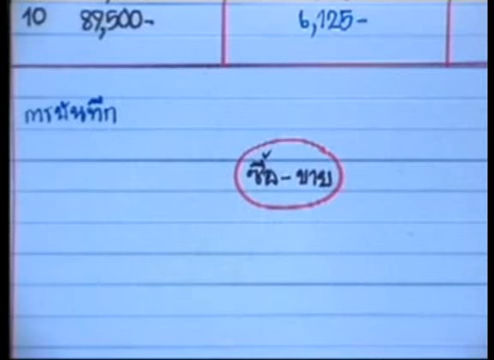 10 89,500- 6,125-
การบันทึก
ซื้อ - ขาย